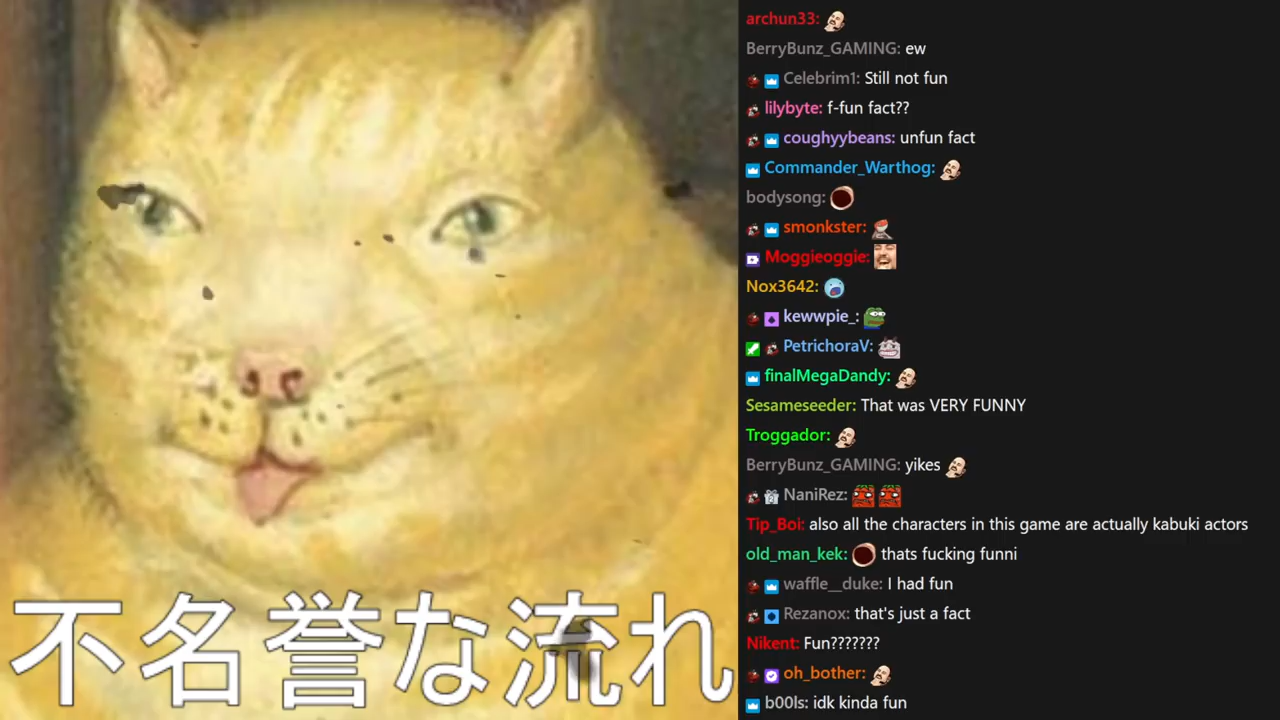 不名誉な流れ
archun33:
BerryBunz_GAMING: ew
Celebrim1: Still not fun
lilybyte: f-fun fact??
coughyybeans: unfun fact
Commander_Warthog:
bodysong:
smonkster:
Moggieoggie:
Nox3642:
kewwpie_:
PetrichoraV:
finalMegaDandy:
Sesameseeder: That was VERY FUNNY
Troggador:
BerryBunz_GAMING: yikes
NaniRez:
Tip_Boi: also all the characters in this game are actually kabuki actors
old_man_kek: thats fucking funni
waffle__duke: I had fun
Rezanox: that's just a fact
Nikent: Fun???????
oh_bother:
b00ls: idk kinda fun